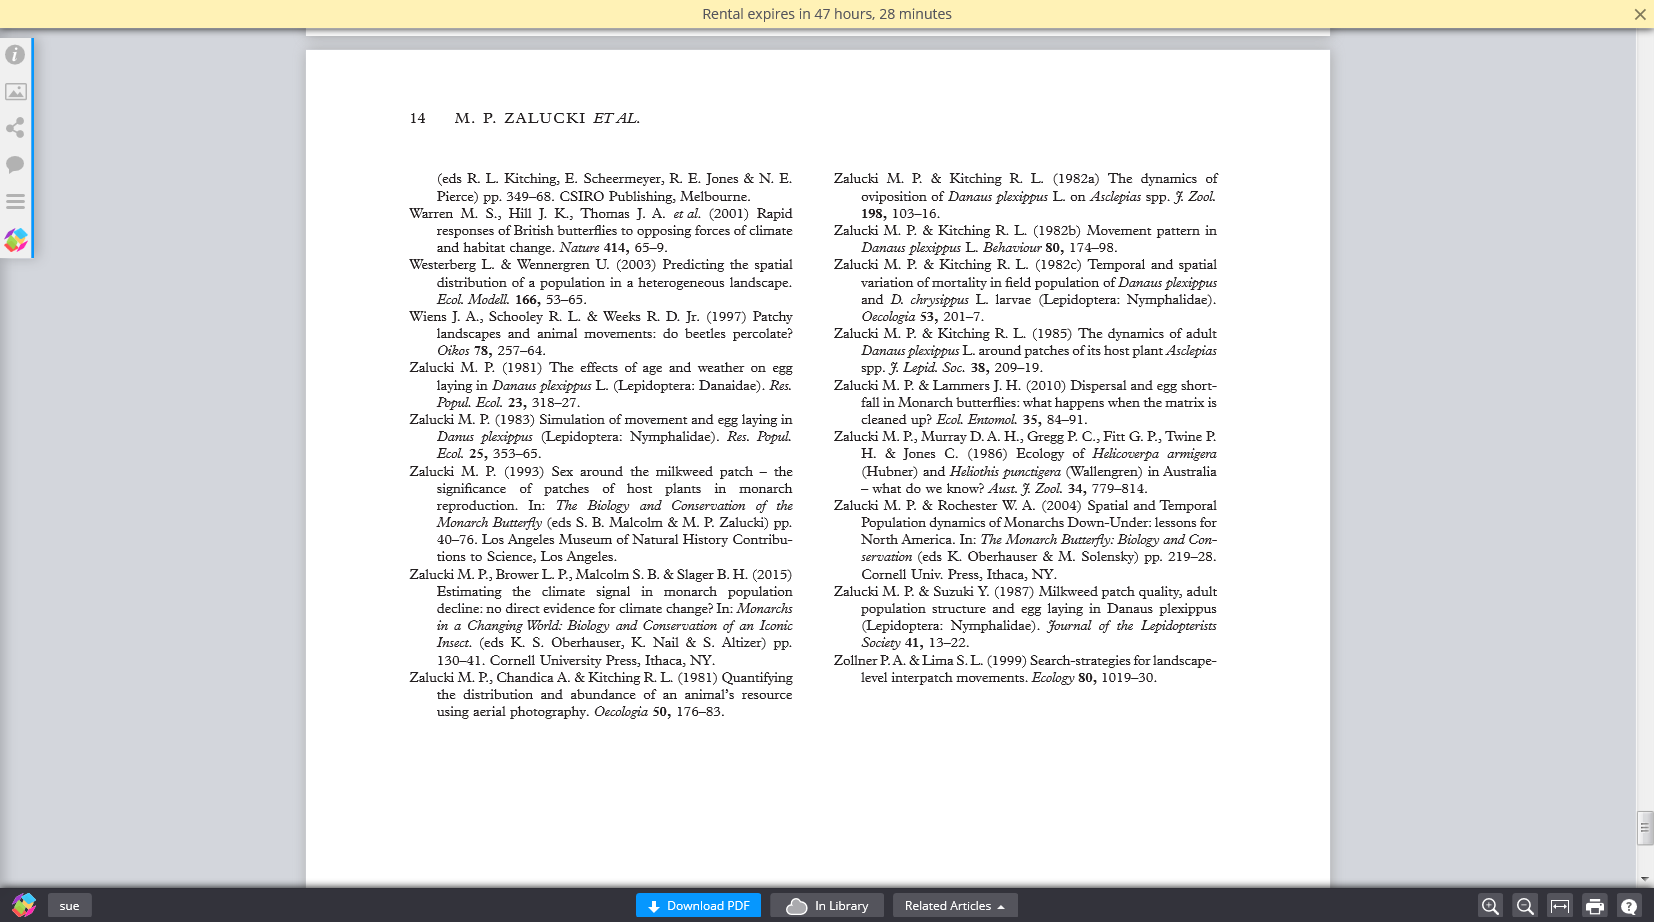 Rental expires in 47 hours, 28 minutes
14 M. P. ZALUCKI ET AL.
(eds R. L. Kitching, E. Scheermeyer, R. E. Jones & N. E.
Pierce) pp. 349–68. CSIRO Publishing, Melbourne.
Warren M. S., Hill J. K., Thomas J. A. et al. (2001) Rapid
responses of British butterflies to opposing forces of climate
and habitat change. Nature 414, 65–9.
Westerberg L. & Wennergren U. (2003) Predicting the spatial
distribution of a population in a heterogeneous landscape.
Ecol. Modell. 166, 53–65.
Wiens J. A., Schooley R. L. & Weeks R. D. Jr. (1997) Patchy
landscapes and animal movements: do beetles percolate?
Oikos 78, 257–64.
Zalucki M. P. (1981) The effects of age and weather on egg
laying in Danaus plexippus L. (Lepidoptera: Danaidae). Res.
Popul. Ecol. 23, 318–27.
Zalucki M. P. (1983) Simulation of movement and egg laying in
Danus plexippus (Lepidoptera: Nymphalidae). Res. Popul.
Ecol. 25, 353–65.
Zalucki M. P. (1993) Sex around the milkweed patch – the
significance of patches of host plants in monarch
reproduction. In: The Biology and Conservation of the
Monarch Butterfly (eds S. B. Malcolm & M. P. Zalucki) pp.
40–76. Los Angeles Museum of Natural History Contribu-
tions to Science, Los Angeles.
Zalucki M. P., Brower L. P., Malcolm S. B. & Slager B. H. (2015)
Estimating the climate signal in monarch population
decline: no direct evidence for climate change? In: Monarchs
in a Changing World: Biology and Conservation of an Iconic
Insect. (eds K. S. Oberhauser, K. Nail & S. Altizer) pp.
130–41. Cornell University Press, Ithaca, NY.
Zalucki M. P., Chandica A. & Kitching R. L. (1981) Quantifying
the distribution and abundance of an animal's resource
using aerial photography. Oecologia 50, 176–83.
Zalucki M. P. & Kitching R. L. (1982a) The dynamics of
oviposition of Danaus plexippus L. on Asclepias spp. J. Zool.
198, 103–16.
Zalucki M. P. & Kitching R. L. (1982b) Movement pattern in
Danaus plexippus L. Behaviour 80, 174–98.
Zalucki M. P. & Kitching R. L. (1982c) Temporal and spatial
variation of mortality in field population of Danaus plexippus
and D. chrysippus L. larvae (Lepidoptera: Nymphalidae).
Oecologia 53, 201–7.
Zalucki M. P. & Kitching R. L. (1985) The dynamics of adult
Danaus plexippus L. around patches of its host plant Asclepias
spp. J. Lepid. Soc. 38, 209–19.
Zalucki M. P. & Lammers J. H. (2010) Dispersal and egg short-
fall in Monarch butterflies: what happens when the matrix is
cleaned up? Ecol. Entomol. 35, 84–91.
Zalucki M. P., Murray D. A. H., Gregg P. C., Fitt G. P., Twine P.
H. & Jones C. (1986) Ecology of Helicoverpa armigera
(Hubner) and Heliothis punctigera (Wallengren) in Australia
– what do we know? Aust. J. Zool. 34, 779–814.
Zalucki M. P. & Rochester W. A. (2004) Spatial and Temporal
Population dynamics of Monarchs Down-Under: lessons for
North America. In: The Monarch Butterfly: Biology and Con-
servation (eds K. Oberhauser & M. Solensky) pp. 219–28.
Cornell Univ. Press, Ithaca, NY.
Zalucki M. P. & Suzuki Y. (1987) Milkweed patch quality, adult
population structure and egg laying in Danaus plexippus
(Lepidoptera: Nymphalidae). Journal of the Lepidopterists
Society 41, 13–22.
Zollner P. A. & Lima S. L. (1999) Search-strategies for landscape-
level interpatch movements. Ecology 80, 1019–30.
sue
Download PDF
In Library
Related Articles